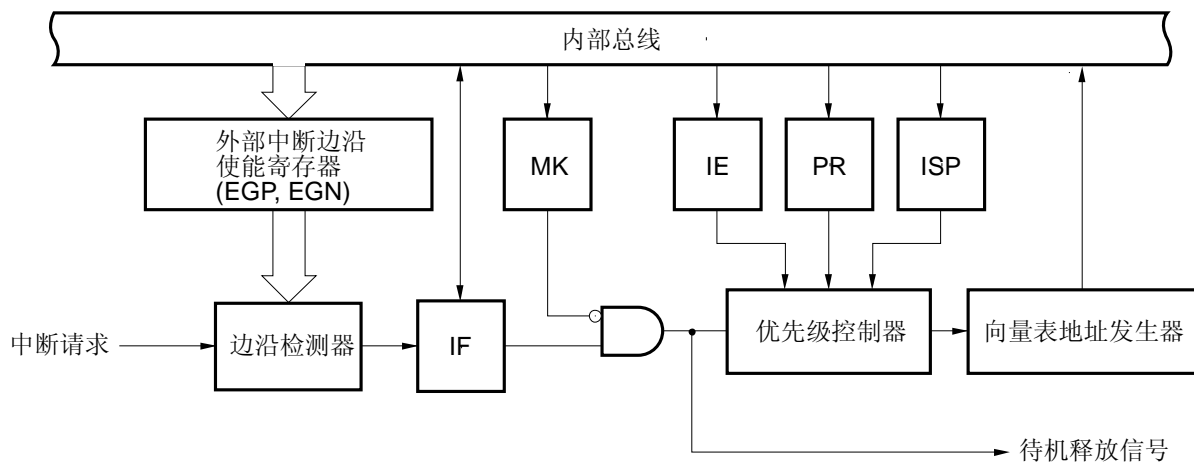 内部总线
外部中断边沿
使能寄存器
(EGP, EGN)
MK
IE
PR
ISP
中断请求
边沿检测器
IF
优先级控制器
向量表地址发生器
待机释放信号